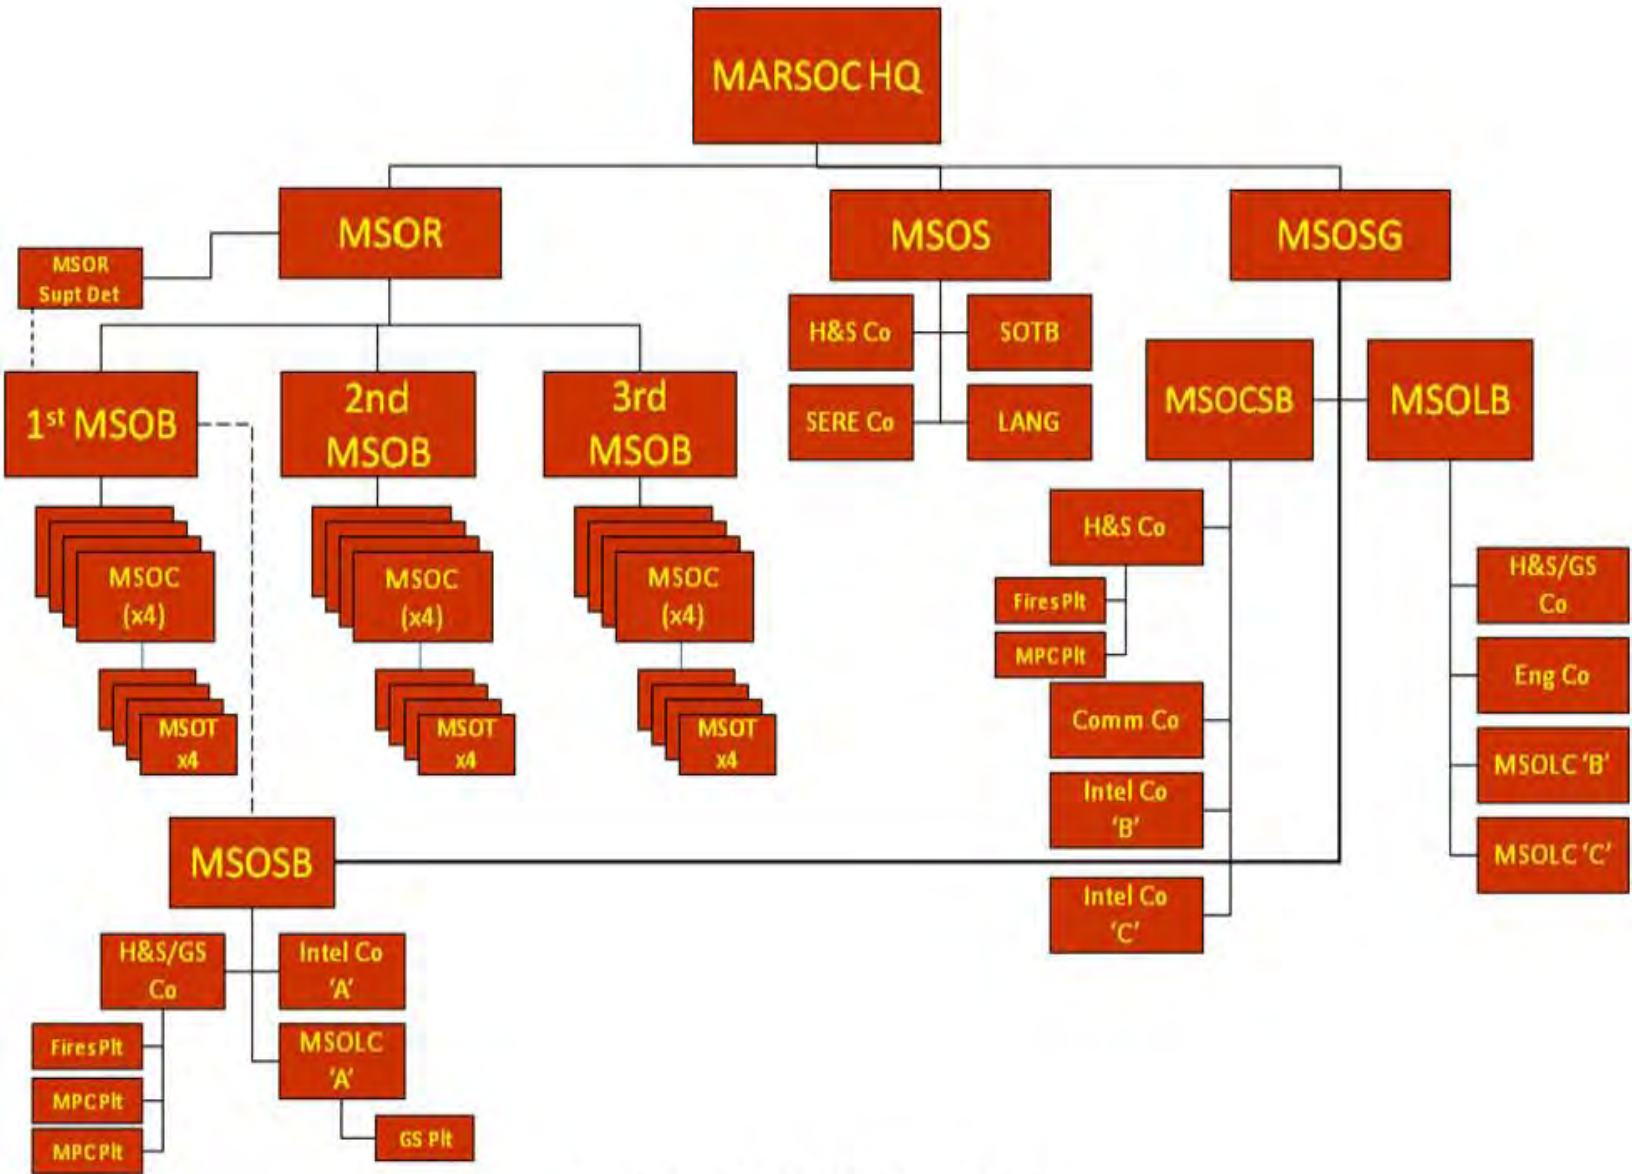 MARSOC HQ
MSOR
MSOS
MSOSG
MSOR
Supt Det
H&S Co
SOTB
SERE Co
LANG
1st MSOB
2nd
MSOB
3rd
MSOB
MSOCSB
MSOLB
MSOC
(x4)
MSOC
(x4)
MSOC
(x4)
MSOT
x4
MSOT
x4
MSOT
x4
H&S Co
Fires Plt
MPC Plt
Comm Co
Intel Co
‘B’
Intel Co
‘C’
H&S/GS
Co
Eng Co
MSOLC ‘B’
MSOLC ‘C’
MSOSB
H&S/GS
Co
Intel Co
‘A’
Fires Plt
MPC Plt
MPC Plt
MSOLC
‘A’
GS Plt